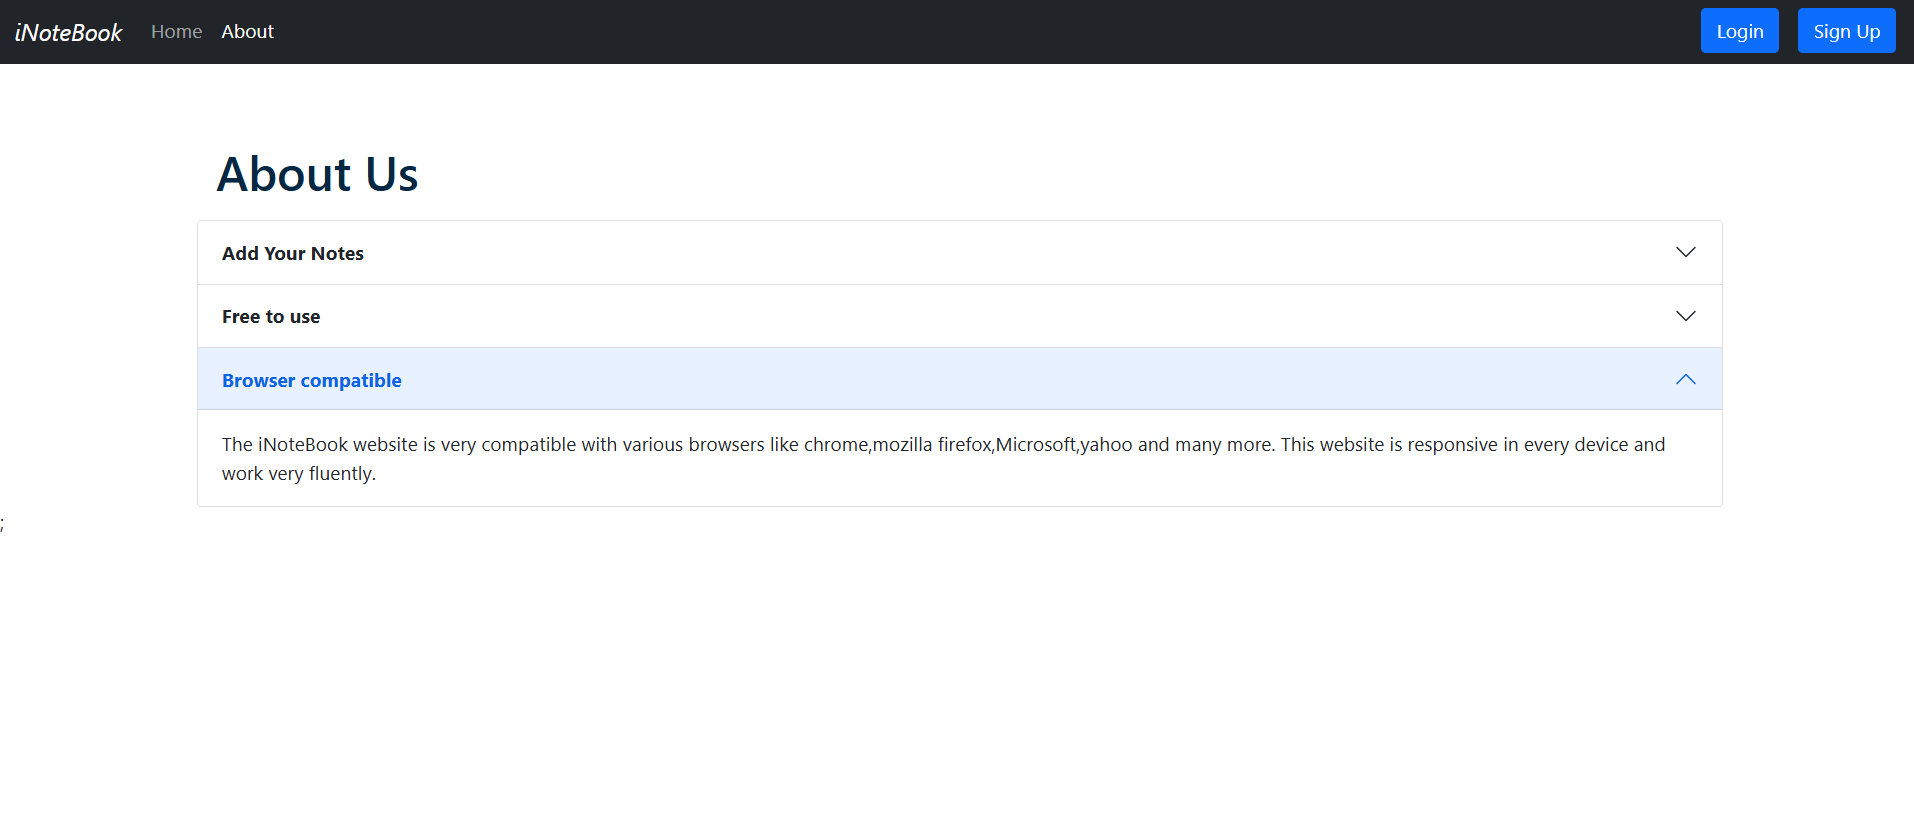 iNoteBook Home About Login Sign Up
About Us
Add Your Notes
Free to use
Browser compatible
The iNoteBook website is very compatible with various browsers like chrome,mozilla firefox,Microsoft,yahoo and many more. This website is responsive in every device and
work very fluently.
;